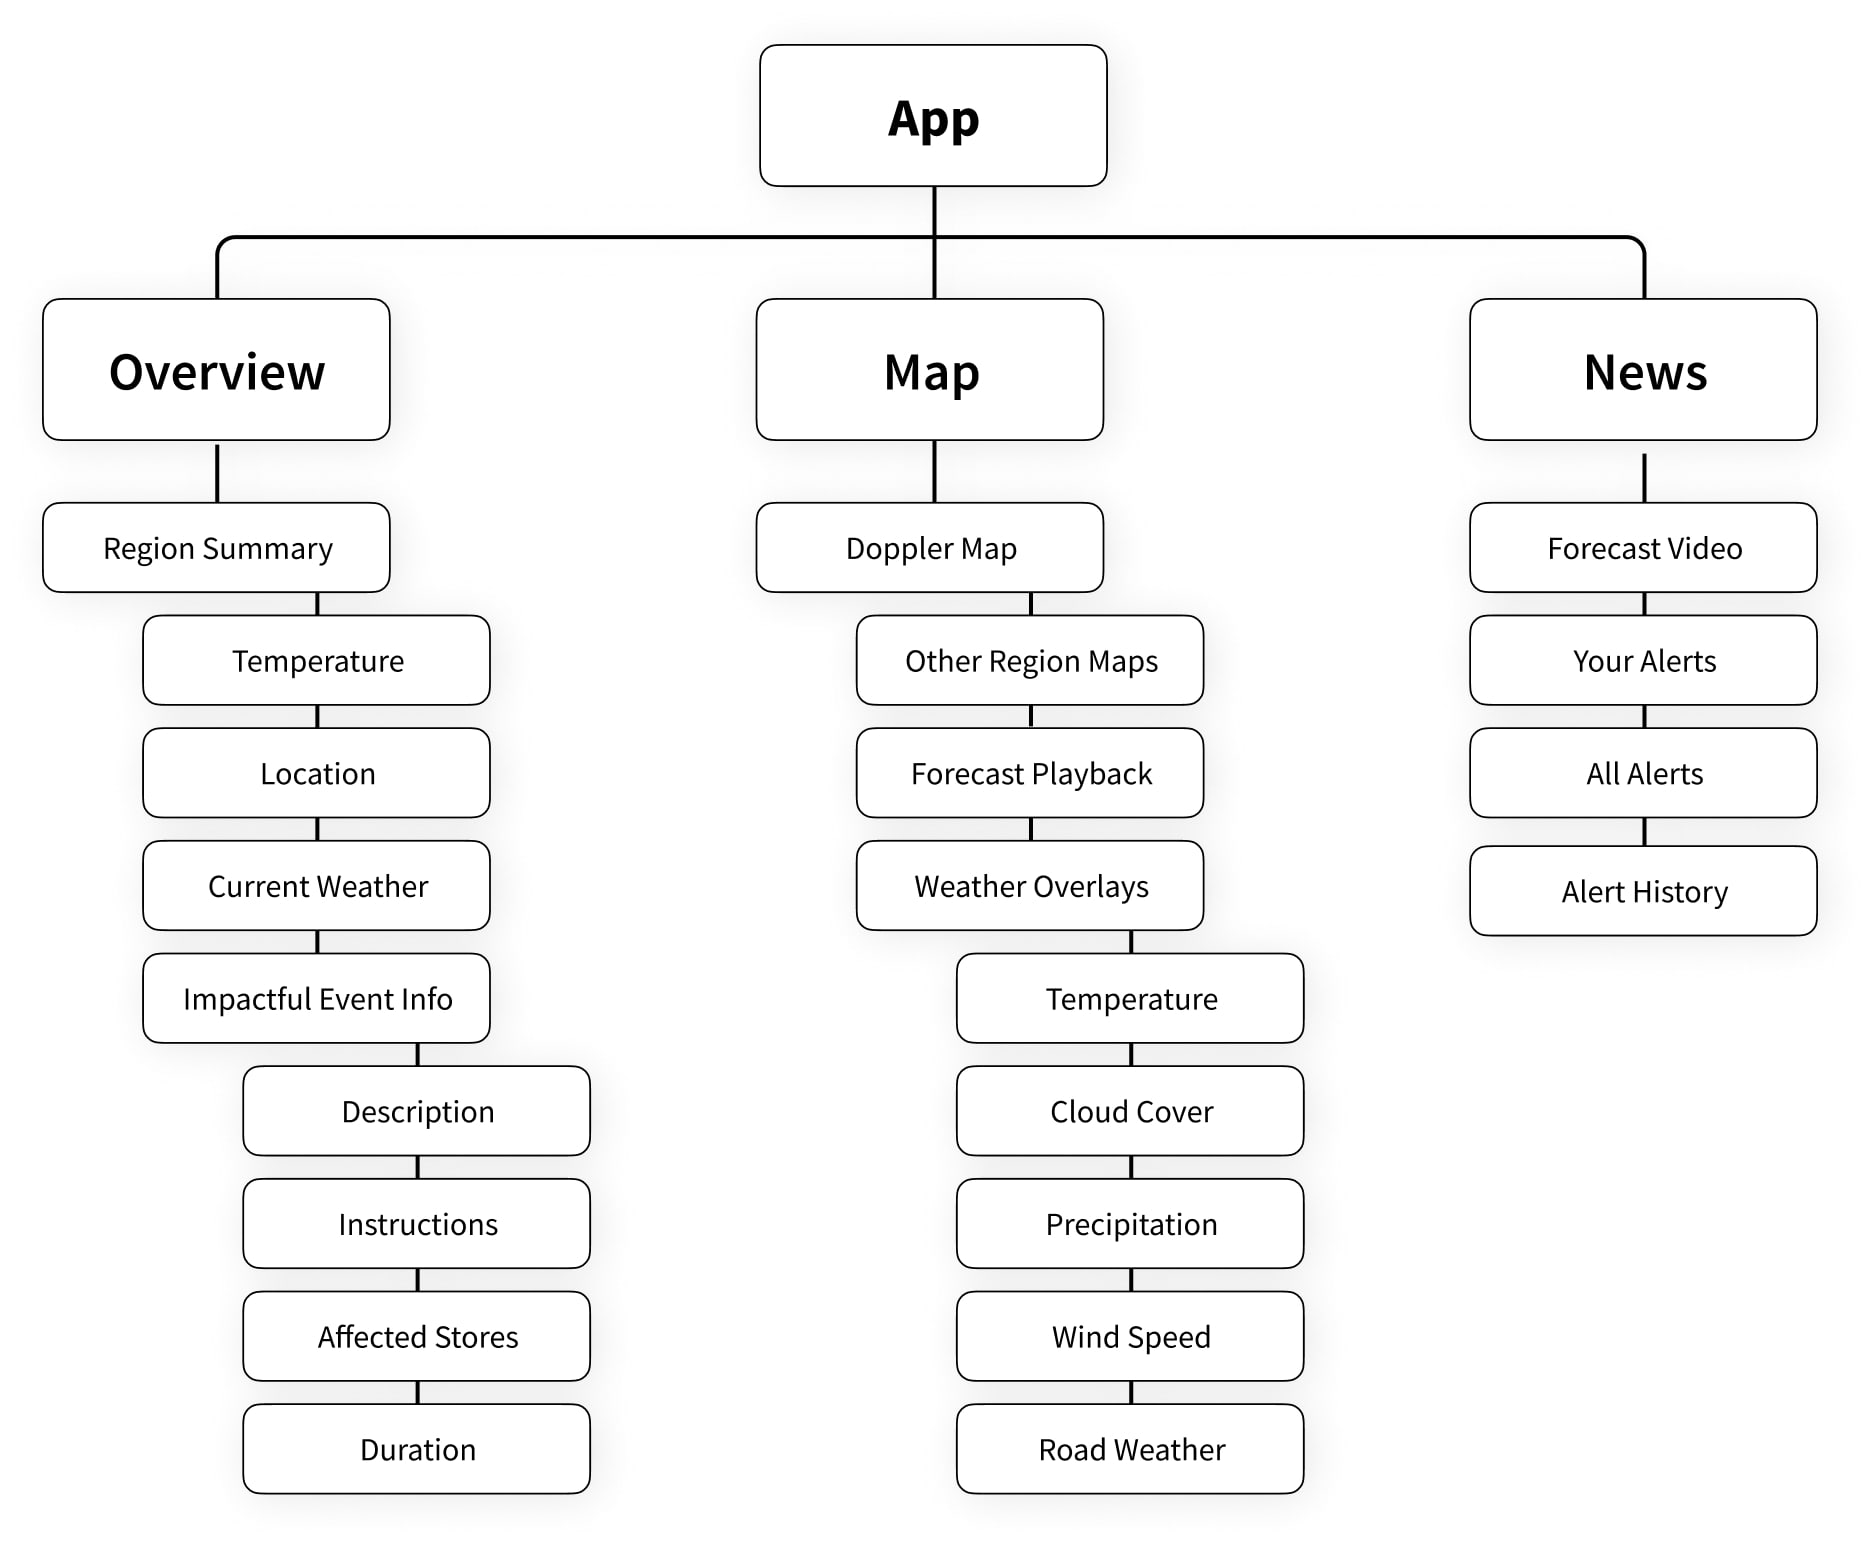 App
Overview
Map
News
Region Summary
Temperature
Location
Current Weather
Impactful Event Info
Description
Instructions
Affected Stores
Duration
Doppler Map
Other Region Maps
Forecast Playback
Weather Overlays
Temperature
Cloud Cover
Precipitation
Wind Speed
Road Weather
Forecast Video
Your Alerts
All Alerts
Alert History